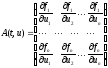 A(t, u) =
∂f₁/∂u₁ ∂f₁/∂u₂ ... ∂f₁/∂uₙ
... ... ... ...
∂fₙ/∂u₁ ∂fₙ/∂u₂ ... ∂fₙ/∂uₙ